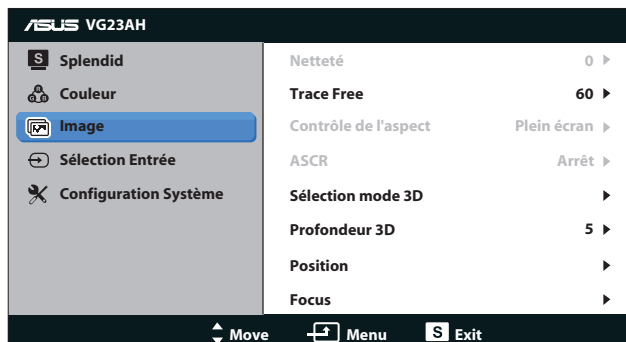 ASUS VG23AH
S Splendid
Couleur
Image
Sélection Entrée
Configuration Système
Netteté 0
Trace Free 60
Contrôle de l'aspect Plein écran
ASCR Arrêt
Sélection mode 3D
Profondeur 3D 5
Position
Focus
Move Menu S Exit